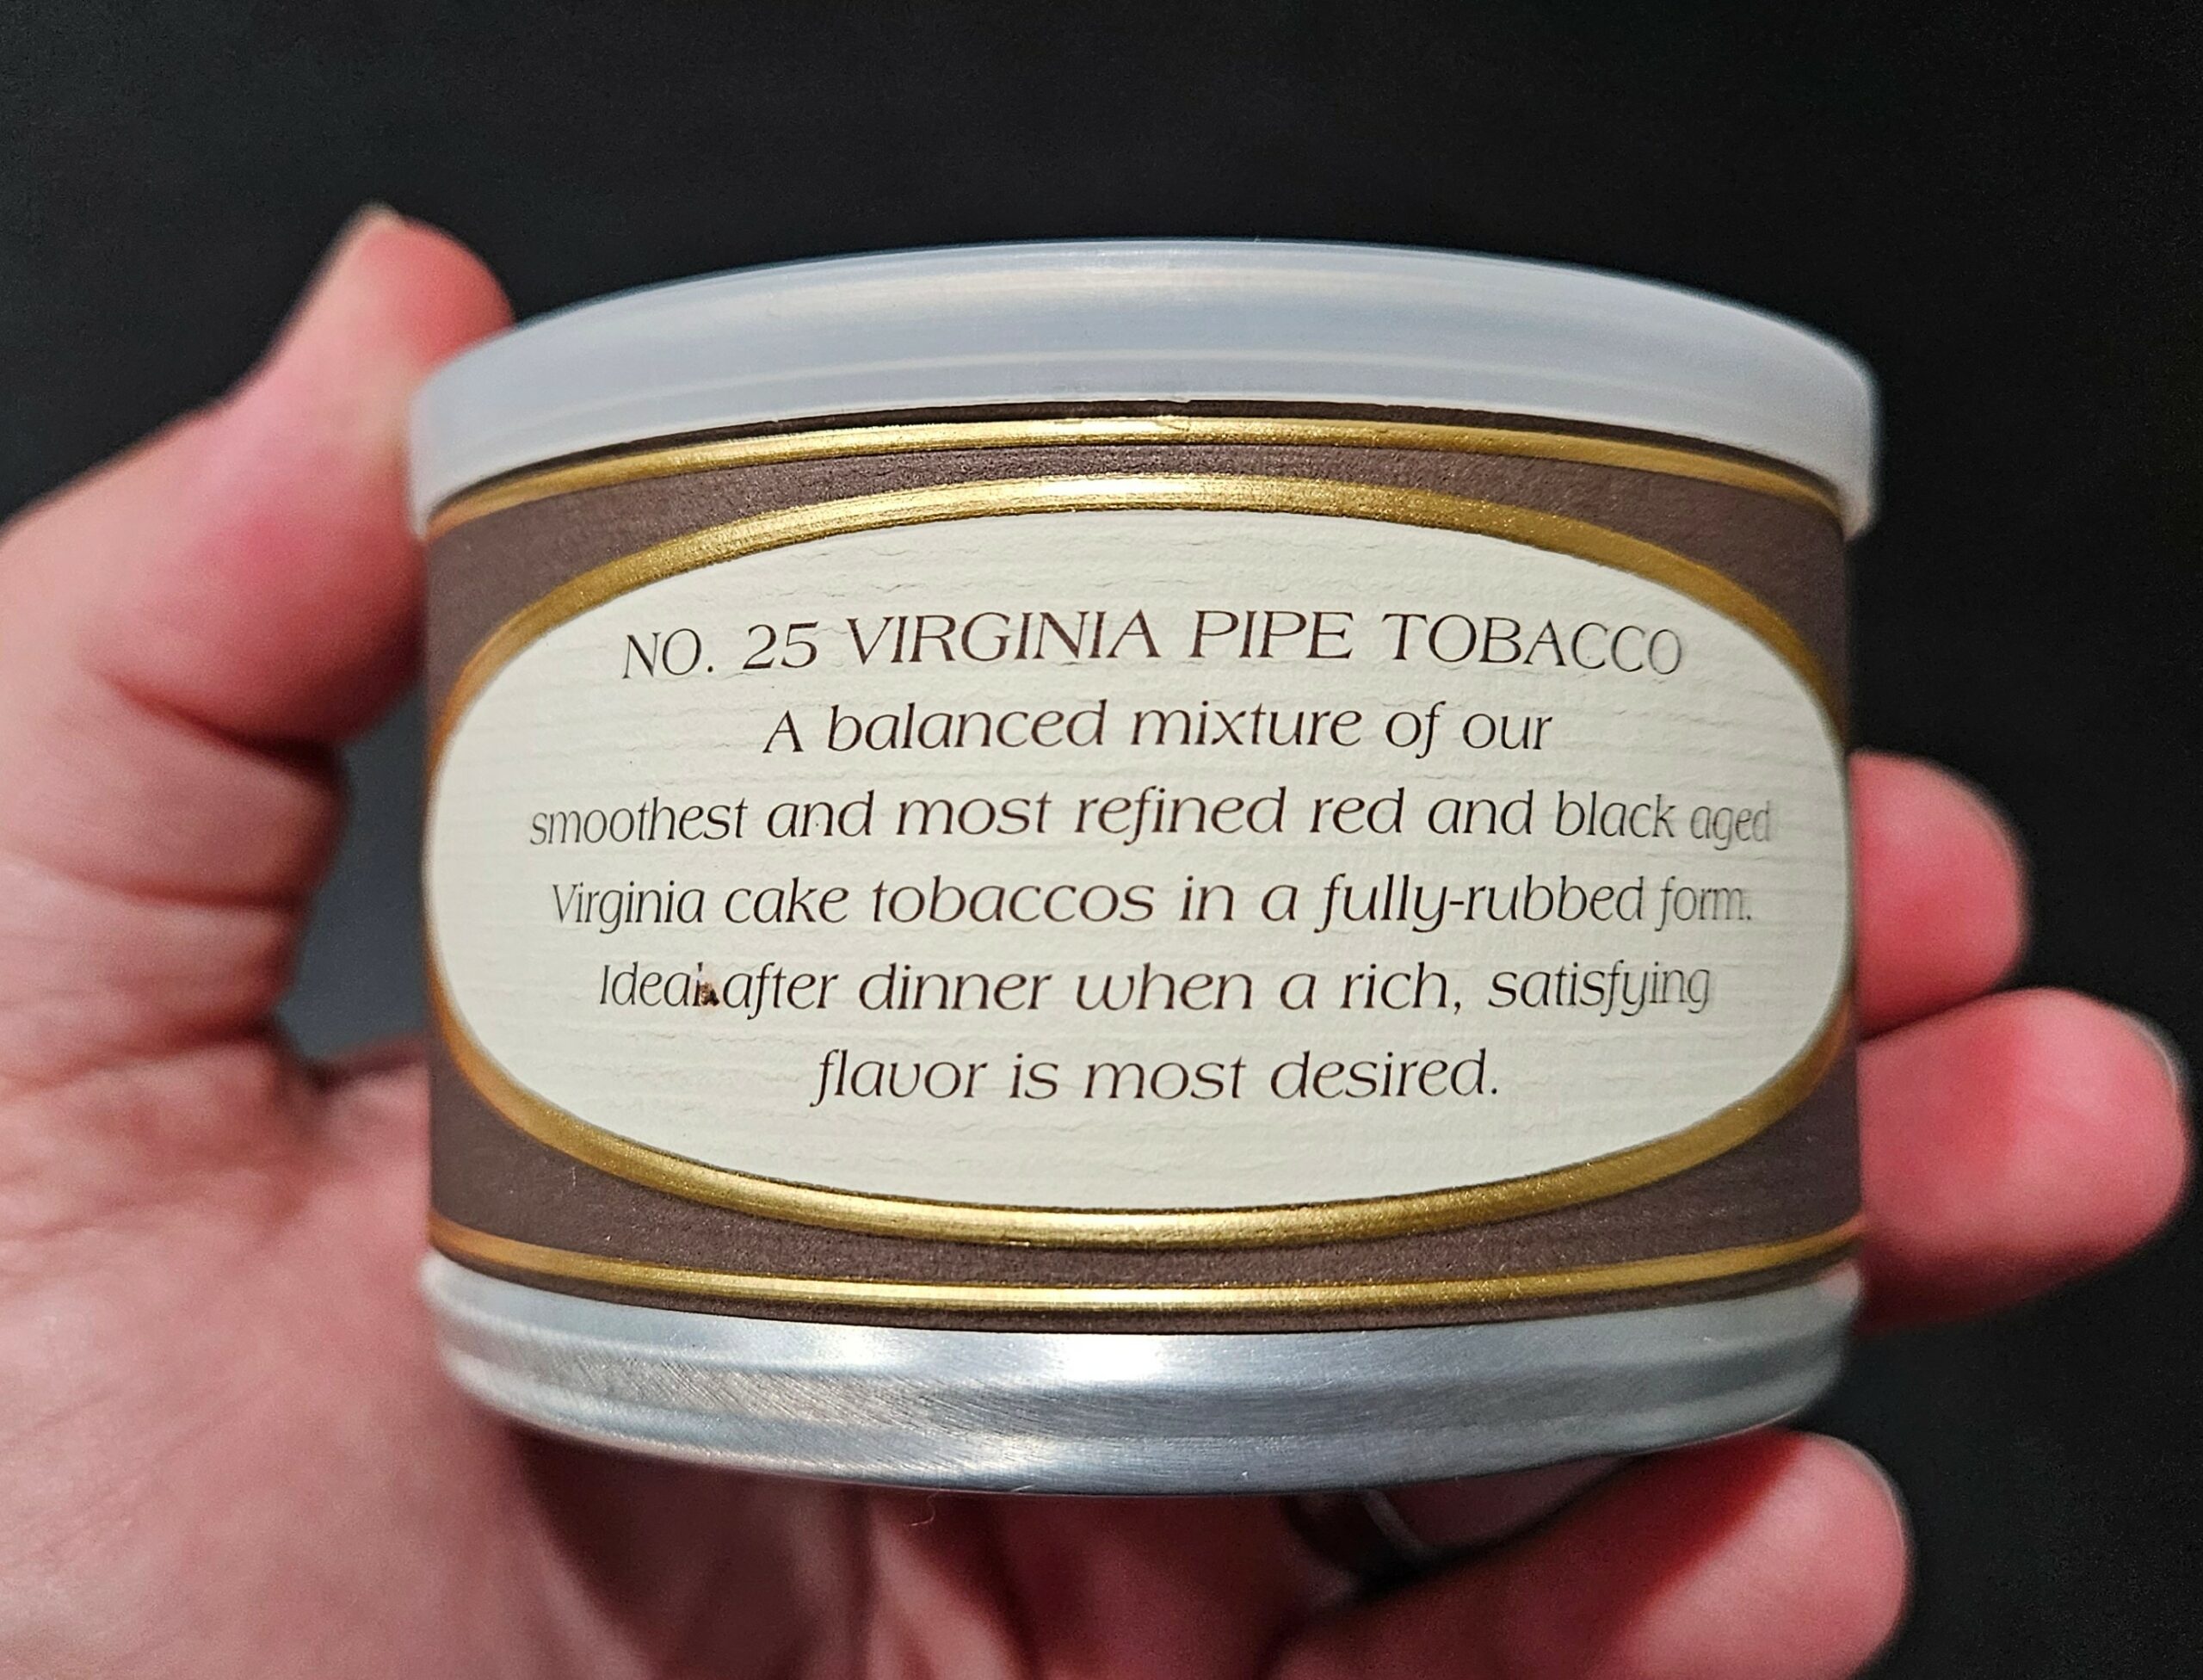 NO. 25 VIRGINIA PIPE TOBACCO
A balanced mixture of our
smoothest and most refined red and black aged
Virginia cake tobaccos in a fully-rubbed form.
Ideal after dinner when a rich, satisfying
flavor is most desired.